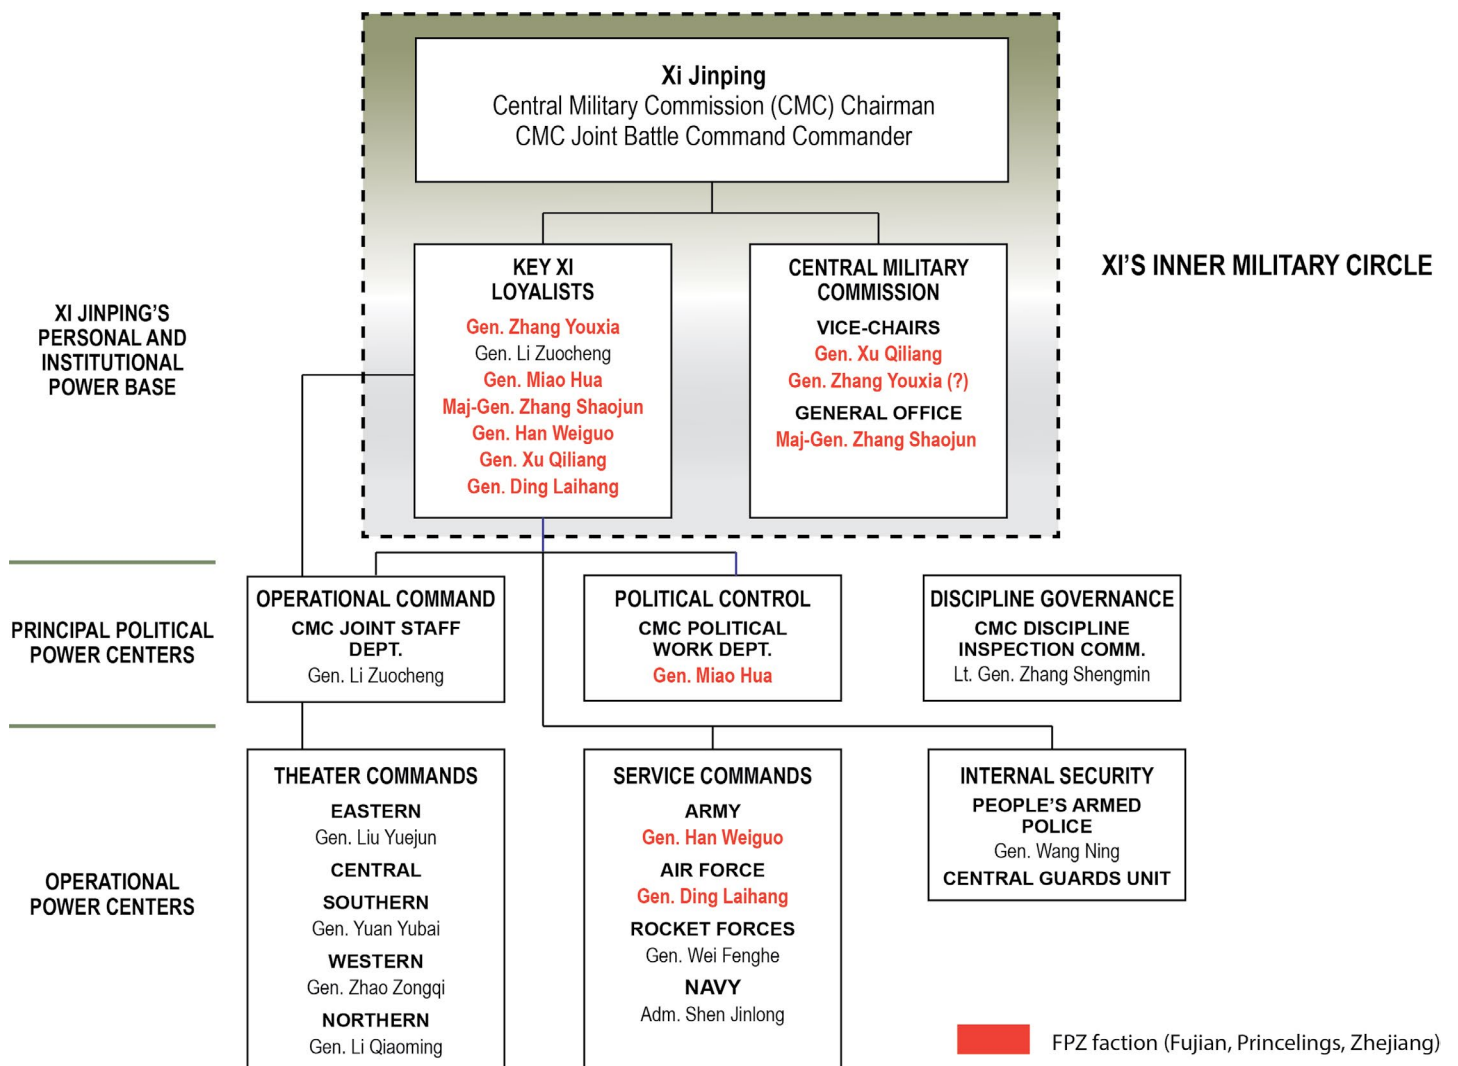 Xi Jinping
Central Military Commission (CMC) Chairman
CMC Joint Battle Command Commander
XI'S INNER MILITARY CIRCLE
XI JINPING'S
PERSONAL AND
INSTITUTIONAL
POWER BASE
KEY XI
LOYALISTS
Gen. Zhang Youxia
Gen. Li Zuocheng
Gen. Miao Hua
Maj-Gen. Zhang Shaojun
Gen. Han Weiguo
Gen. Xu Qiliang
Gen. Ding Laihang
CENTRAL MILITARY
COMMISSION
VICE-CHAIRS
Gen. Xu Qiliang
Gen. Zhang Youxia (?)
GENERAL OFFICE
Maj-Gen. Zhang Shaojun
PRINCIPAL POLITICAL
POWER CENTERS
OPERATIONAL COMMAND
CMC JOINT STAFF
DEPT.
Gen. Li Zuocheng
POLITICAL CONTROL
CMC POLITICAL
WORK DEPT.
Gen. Miao Hua
DISCIPLINE GOVERNANCE
CMC DISCIPLINE
INSPECTION COMM.
Lt. Gen. Zhang Shengmin
OPERATIONAL
POWER CENTERS
THEATER COMMANDS
EASTERN
Gen. Liu Yuejun
CENTRAL
SOUTHERN
Gen. Yuan Yubai
WESTERN
Gen. Zhao Zongqi
NORTHERN
Gen. Li Qiaoming
SERVICE COMMANDS
ARMY
Gen. Han Weiguo
AIR FORCE
Gen. Ding Laihang
ROCKET FORCES
Gen. Wei Fenghe
NAVY
Adm. Shen Jinlong
INTERNAL SECURITY
PEOPLE'S ARMED
POLICE
Gen. Wang Ning
CENTRAL GUARDS UNIT
FPZ faction (Fujian, Princelings, Zhejiang)